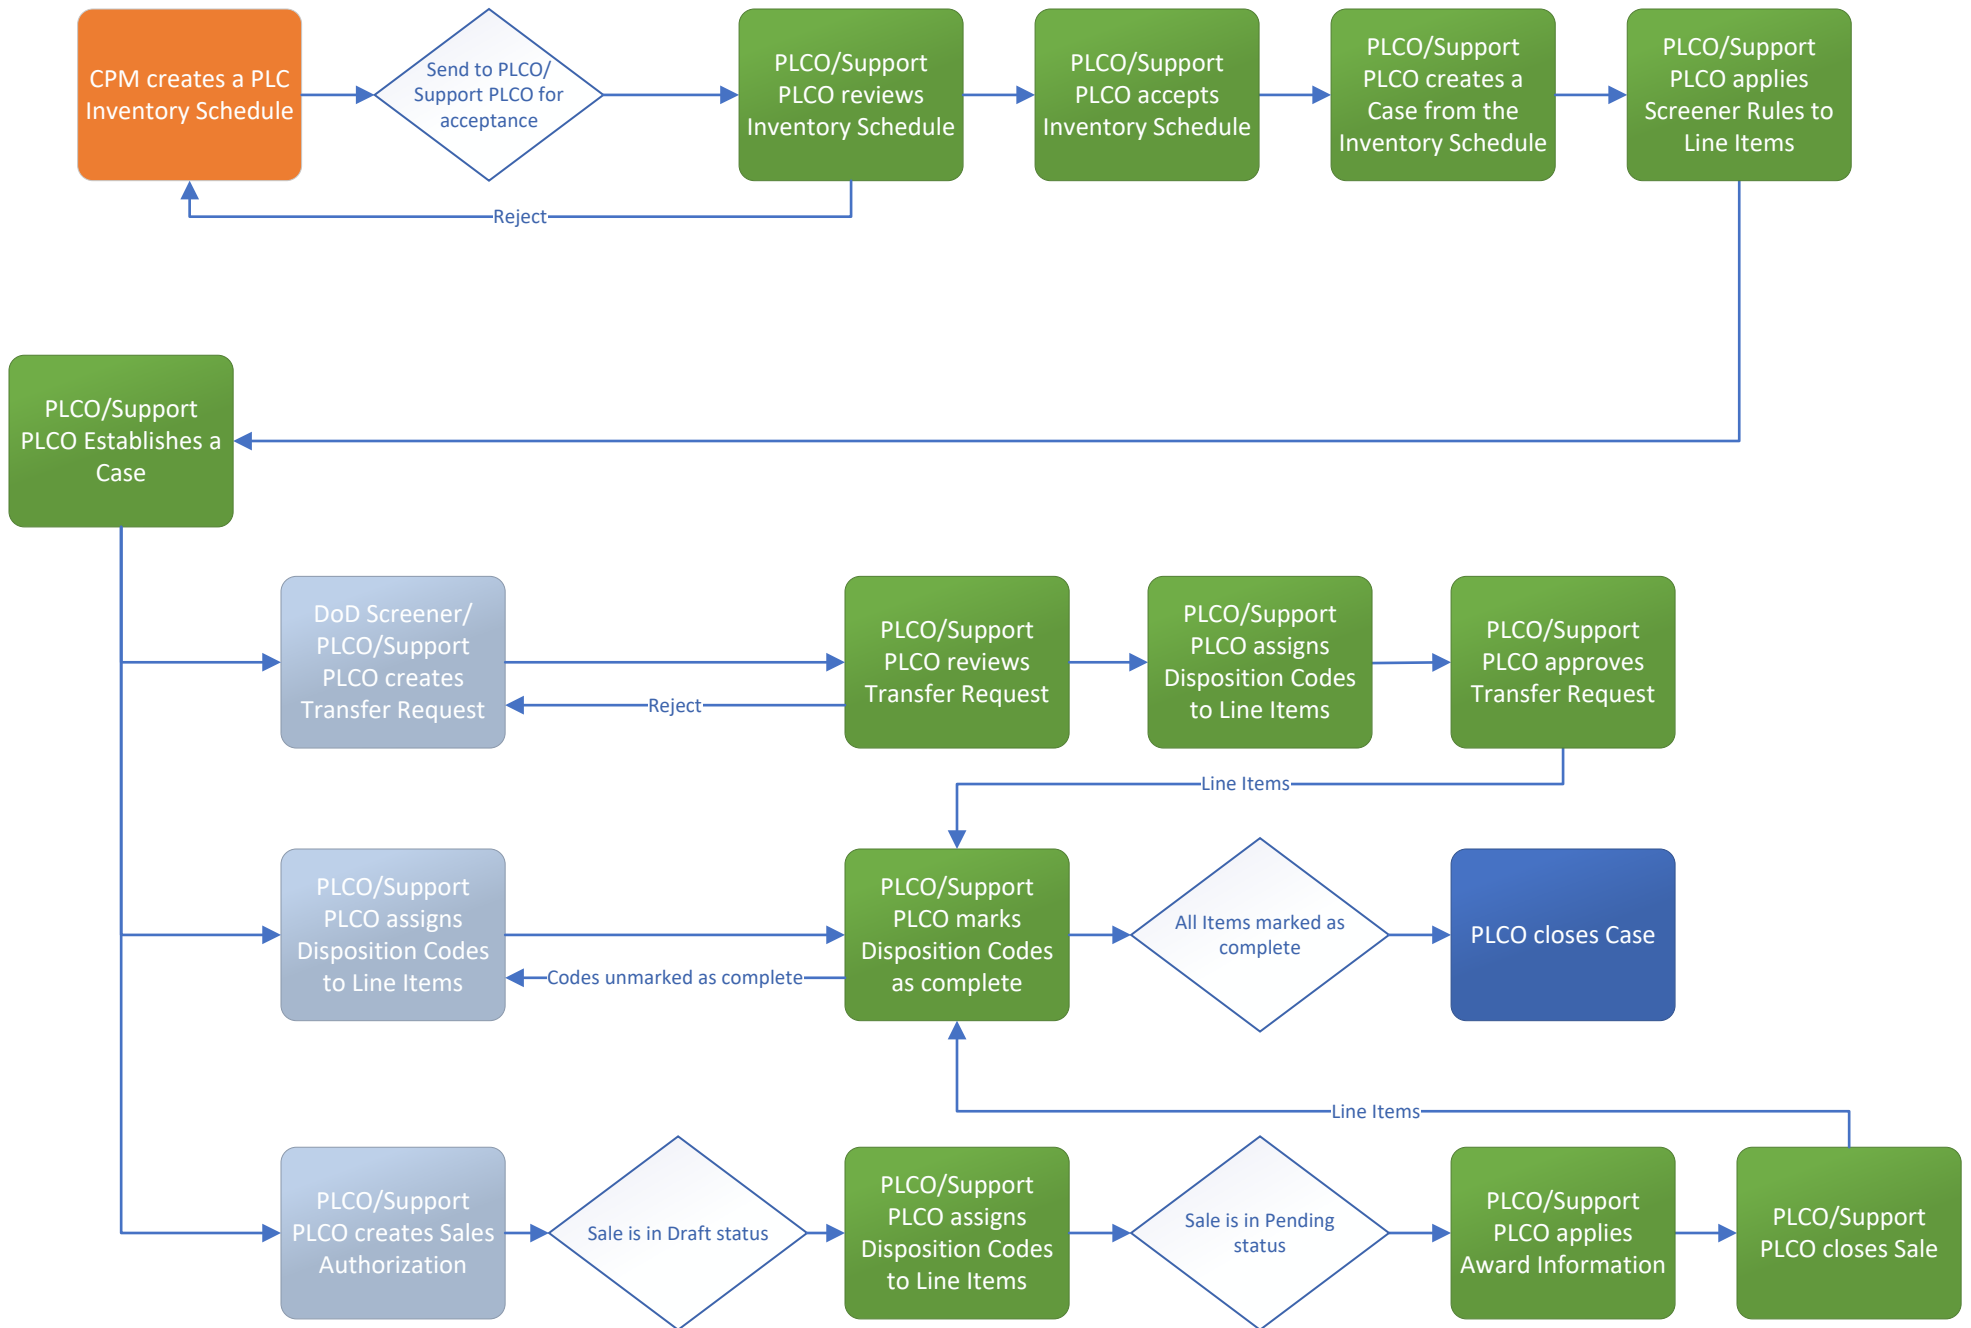 CPM creates a PLC
Inventory Schedule
Send to PLCO/
Support PLCO for
acceptance
PLCO/Support
PLCO reviews
Inventory Schedule
PLCO/Support
PLCO accepts
Inventory Schedule
PLCO/Support
PLCO creates a
Case from the
Inventory Schedule
PLCO/Support
PLCO applies
Screener Rules to
Line Items
Reject
PLCO/Support
PLCO Establishes a
Case
DoD Screener/
PLCO/Support
PLCO creates
Transfer Request
Reject
PLCO/Support
PLCO reviews
Transfer Request
PLCO/Support
PLCO assigns
Disposition Codes
to Line Items
PLCO/Support
PLCO approves
Transfer Request
Line Items
PLCO/Support
PLCO assigns
Disposition Codes
to Line Items
Codes unmarked as complete
PLCO/Support
PLCO marks
Disposition Codes
as complete
All Items marked as
complete
PLCO closes Case
Line Items
PLCO/Support
PLCO creates Sales
Authorization
Sale is in Draft status
PLCO/Support
PLCO assigns
Disposition Codes
to Line Items
Sale is in Pending
status
PLCO/Support
PLCO applies
Award Information
PLCO/Support
PLCO closes Sale